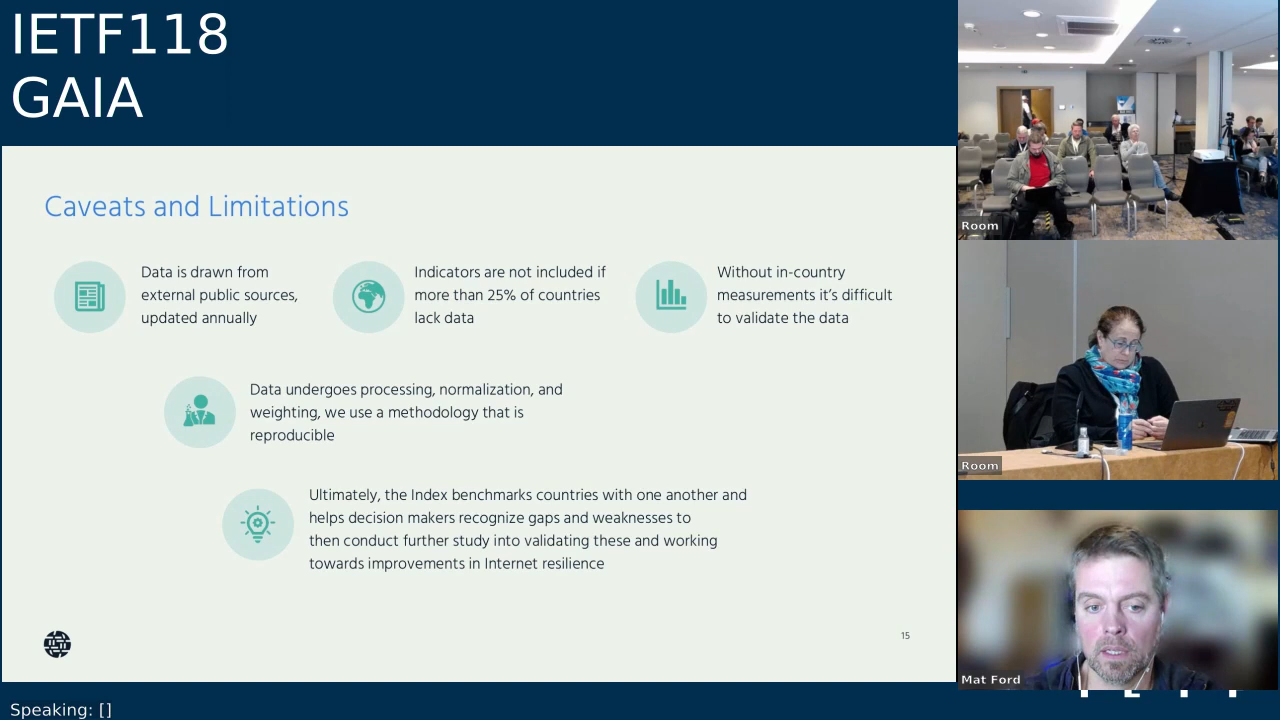 IETF118
GAIA
Caveats and Limitations
Data is drawn from
external public sources,
updated annually
Indicators are not included if
more than 25% of countries
lack data
Without in-country
measurements it’s difficult
to validate the data
Data undergoes processing, normalization, and
weighting, we use a methodology that is
reproducible
Ultimately, the Index benchmarks countries with one another and
helps decision makers recognize gaps and weaknesses to
then conduct further study into validating these and working
towards improvements in Internet resilience
15
Room
Room
Mat Ford
Speaking: []